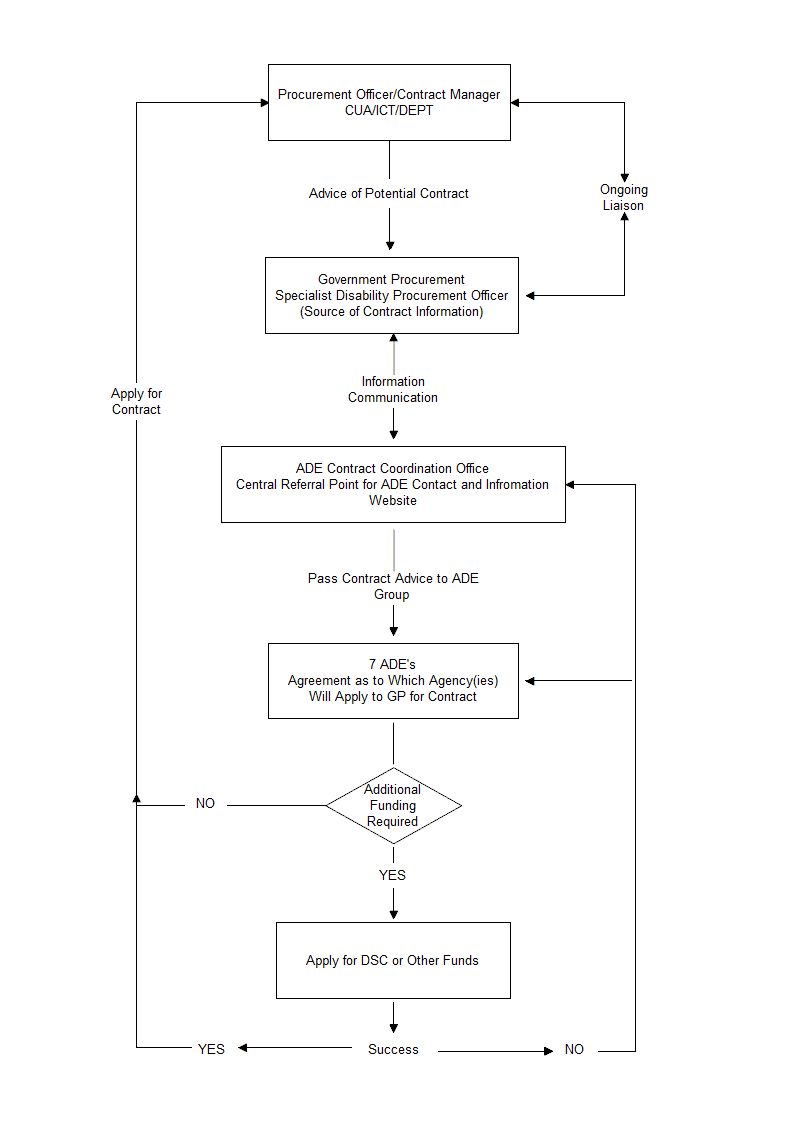 Procurement Officer/Contract Manager
CUA/ICT/DEPT
Advice of Potential Contract
Ongoing
Liaison
Government Procurement
Specialist Disability Procurement Officer
(Source of Contract Information)
Information
Communication
Apply for
Contract
ADE Contract Coordination Office
Central Referral Point for ADE Contact and Infromation
Website
Pass Contract Advice to ADE
Group
7 ADE's
Agreement as to Which Agency(ies)
Will Apply to GP for Contract
Additional
Funding
Required
NO
YES
Apply for DSC or Other Funds
YES
Success
NO